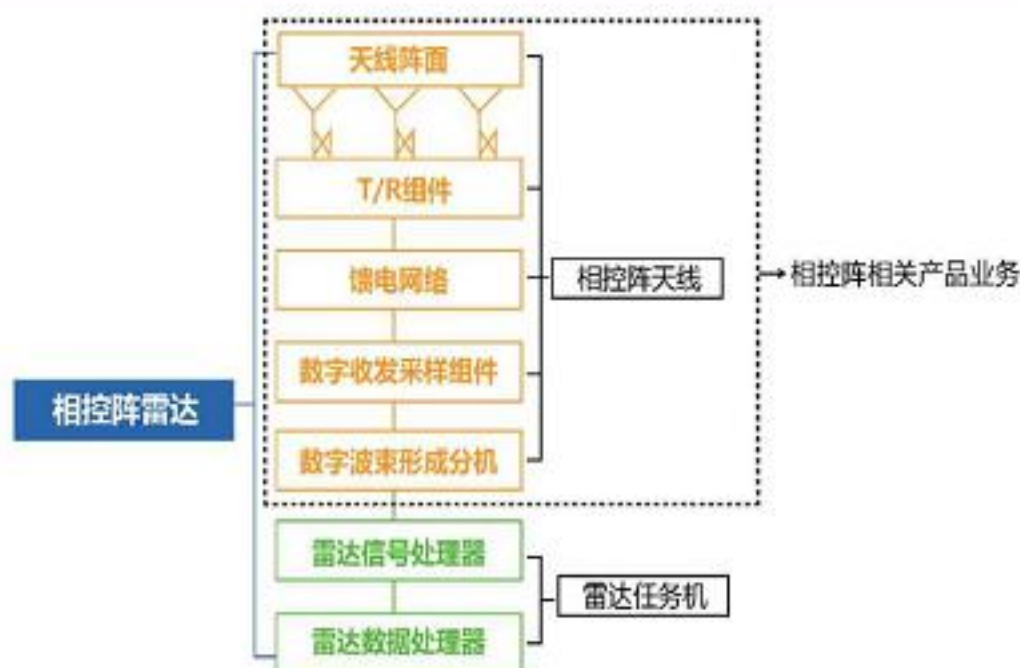 天线阵面
T/R组件
馈电网络
相控阵天线
相控阵相关产品业务
数字收发采样组件
相控阵雷达
数字波束形成分机
雷达信号处理器
雷达任务机
雷达数据处理器